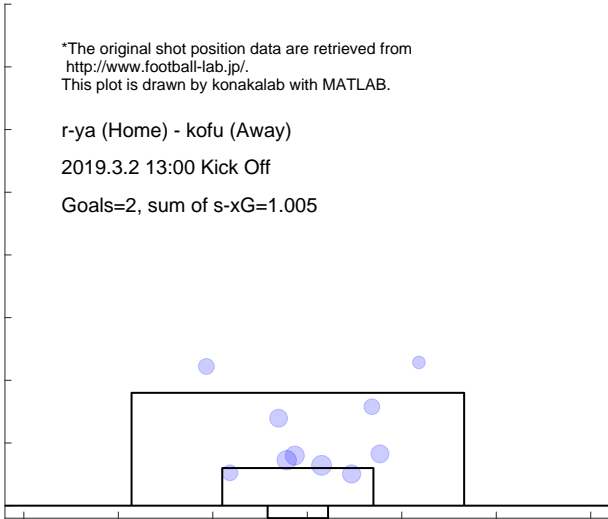 *The original shot position data are retrieved from
http://www.football-lab.jp/.
This plot is drawn by konakalab with MATLAB.
r-ya (Home) - kofu (Away)
2019.3.2 13:00 Kick Off
Goals=2, sum of s-xG=1.005